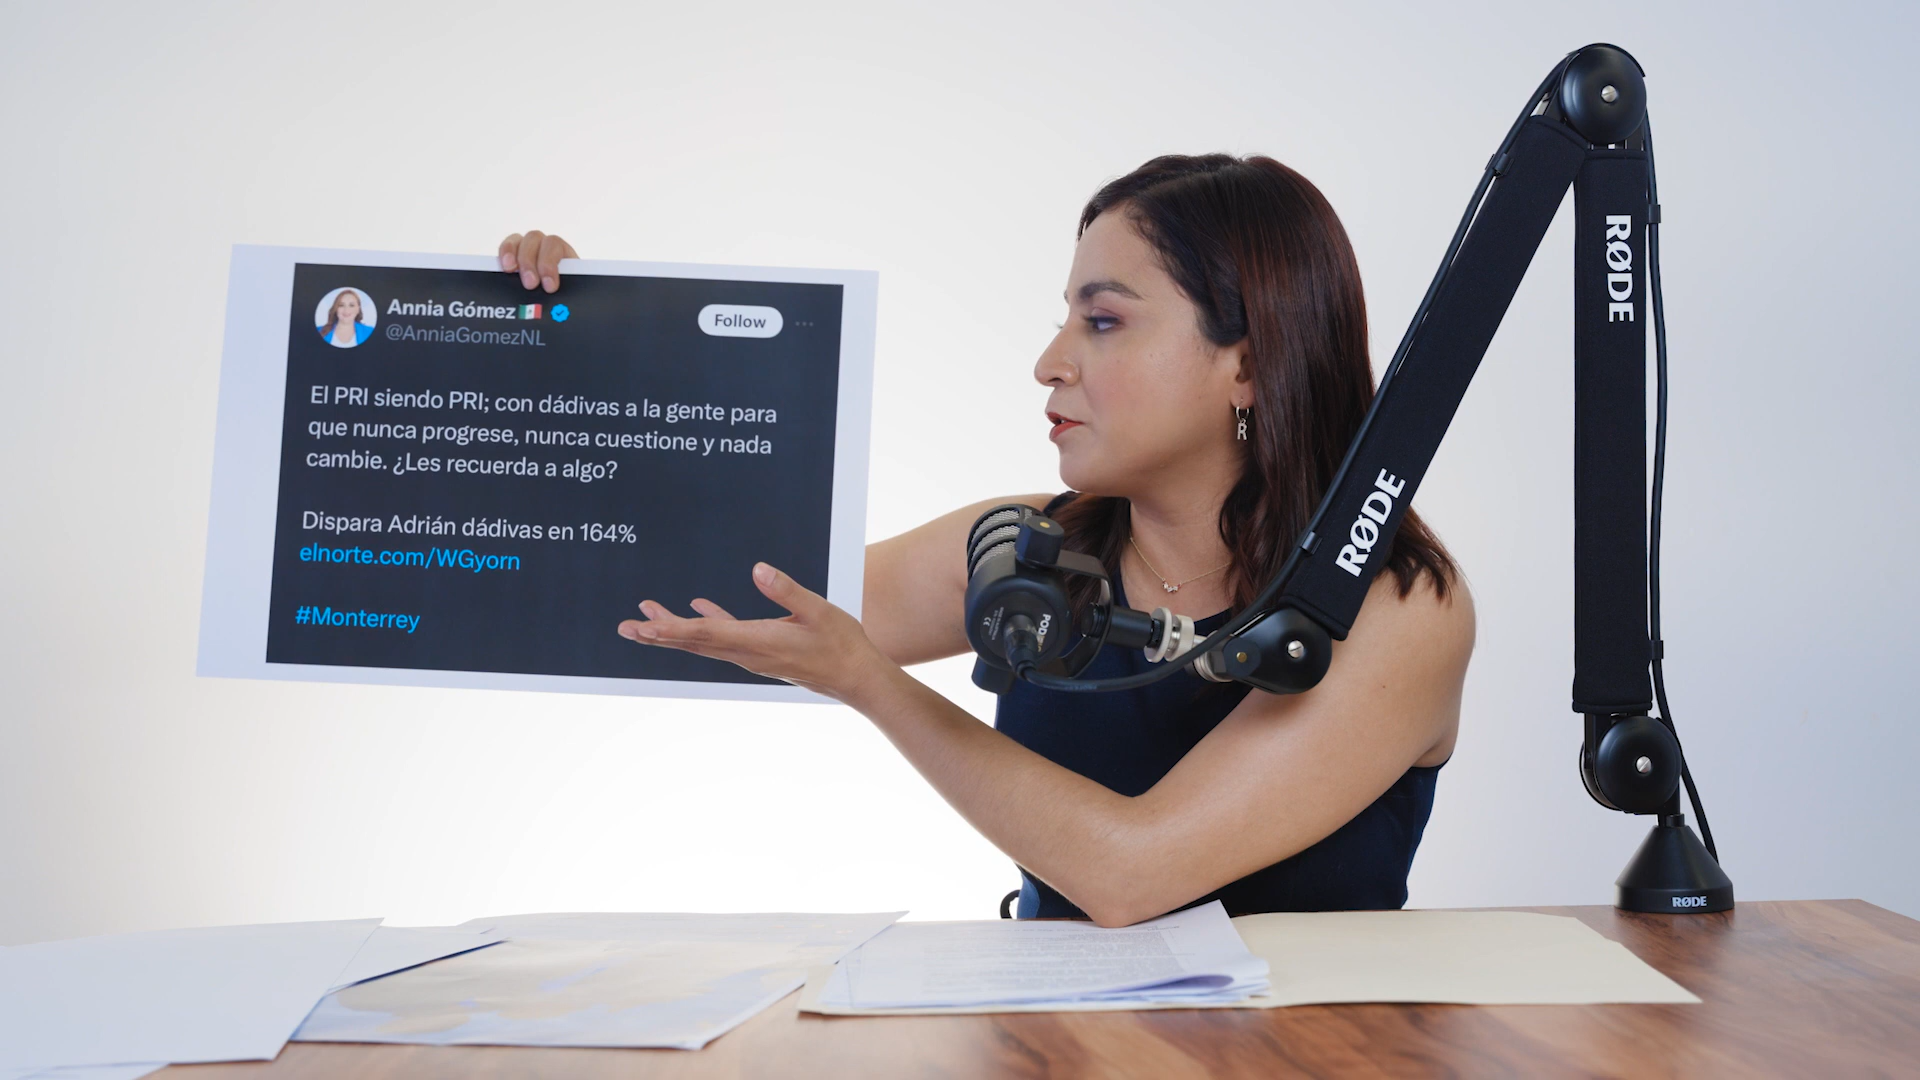 Annia Gómez🇲🇽
@AnniaGomezNL
Follow
El PRI siendo PRI; con dádivas a la gente para
que nunca progrese, nunca cuestione y nada
cambie. ¿Les recuerda a algo?
Dispara Adrián dádivas en 164%
elnorte.com/WGyorn
#Monterrey
R
POD
RØDE
RØDE
RØDE